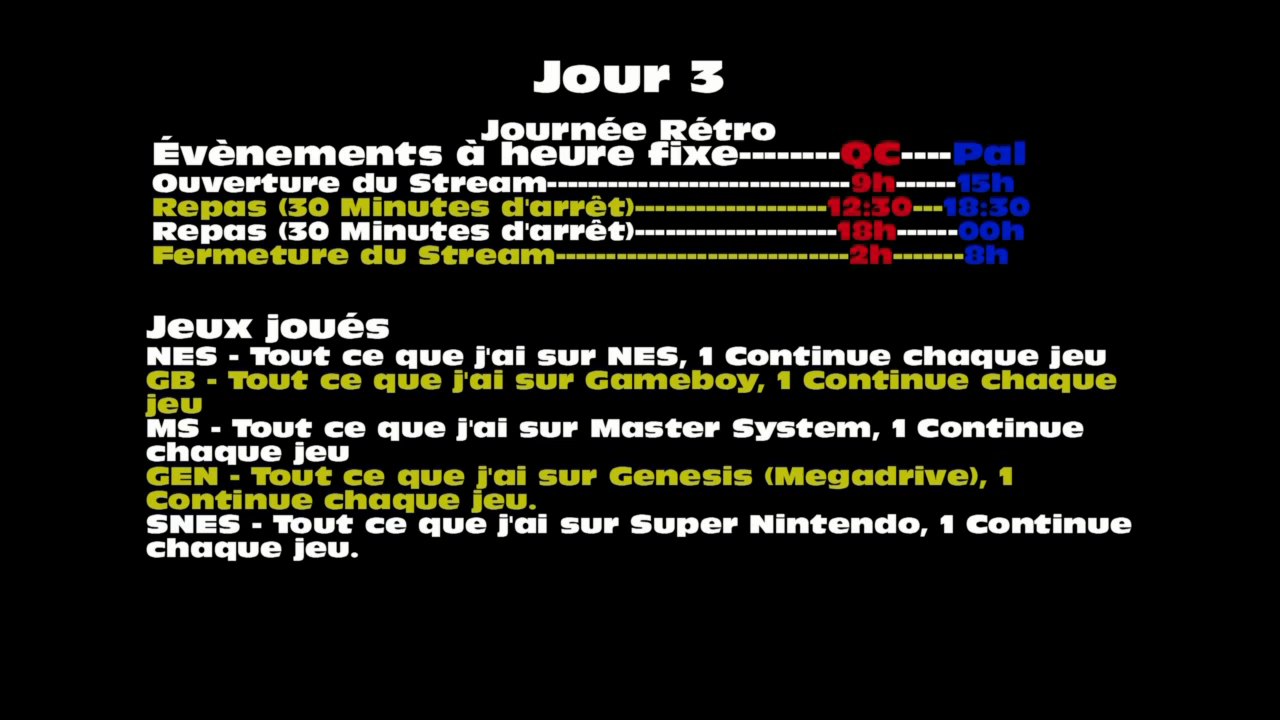 Jour 3
Journée Rétro
Évènements à heure fixe--------QC----Pal
Ouverture du Stream------------------------------9h------15h
Repas (30 Minutes d'arrêt)-------------------12:30---18:30
Repas (30 Minutes d'arrêt)--------------------18h------00h
Fermeture du Stream-----------------------------2h-------8h
Jeux joués
NES - Tout ce que j'ai sur NES, 1 Continue chaque jeu
GB - Tout ce que j'ai sur Gameboy, 1 Continue chaque
jeu
MS - Tout ce que j'ai sur Master System, 1 Continue
chaque jeu
GEN - Tout ce que j'ai sur Genesis (Megadrive), 1
Continue chaque jeu.
SNES - Tout ce que j'ai sur Super Nintendo, 1 Continue
chaque jeu.